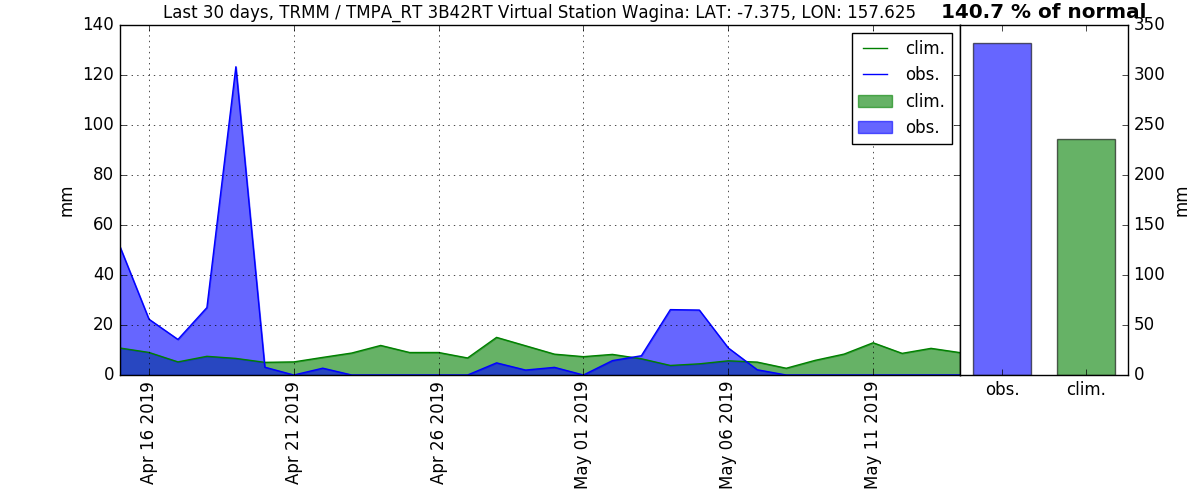 Last 30 days, TRMM / TMPA_RT 3B42RT Virtual Station Wagina: LAT: -7.375, LON: 157.625
140.7 % of normal
140
120
100
80
60
40
20
0
mm
clim.
obs.
clim.
obs.
Apr 16 2019
Apr 21 2019
Apr 26 2019
May 01 2019
May 06 2019
May 11 2019
350
300
250
200
150
100
50
0
mm
obs.
clim.